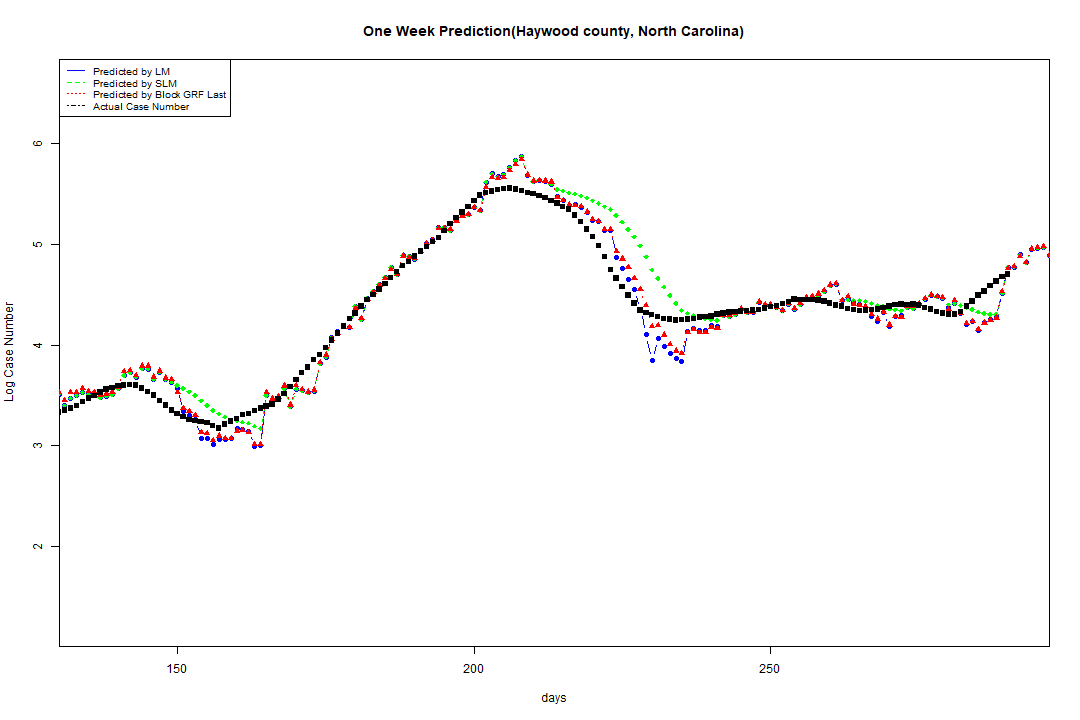 One Week Prediction(Haywood county, North Carolina)
Predicted by LM
Predicted by SLM
Predicted by Block GRF Last
Actual Case Number
6
5
4
3
2
Log Case Number
150
200
250
days